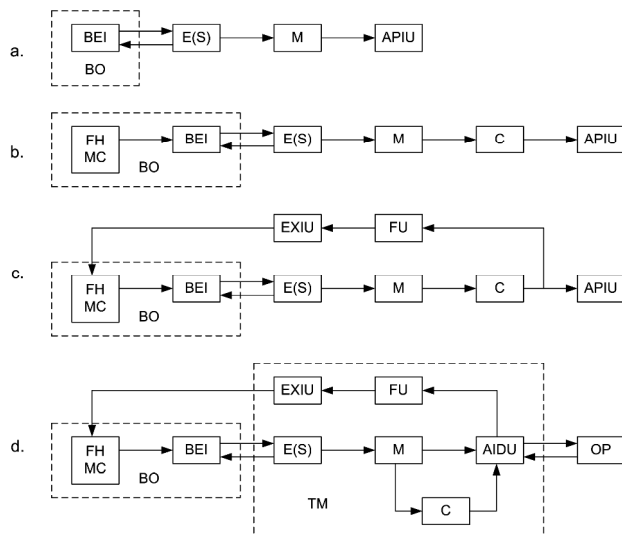 a. BEI E(S) M APIU
BO
b. FH MC BEI E(S) M C APIU
BO
EXIU FU
c. FH MC BEI E(S) M C APIU
BO
EXIU FU
d. FH MC BEI E(S) M AIDU OP
BO
TM C